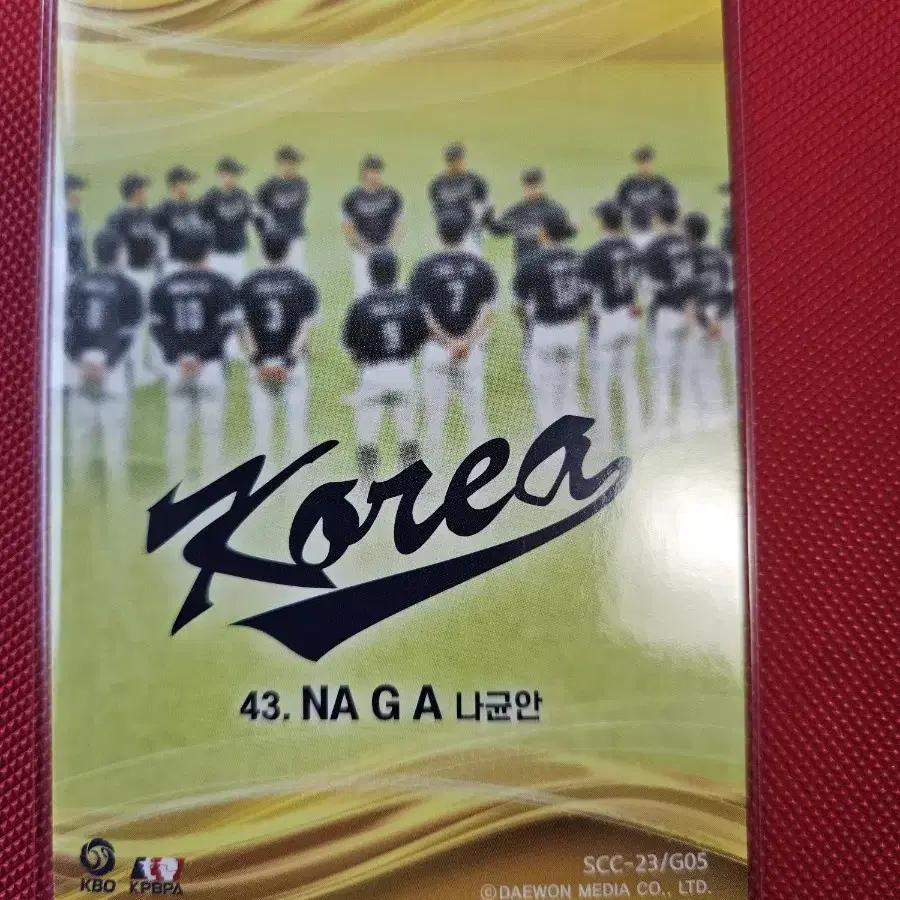 Korea
43. NA G A 나균안
KBO
KPBPA
SCC-23/G05
©DAEWON MEDIA CO., LTD.